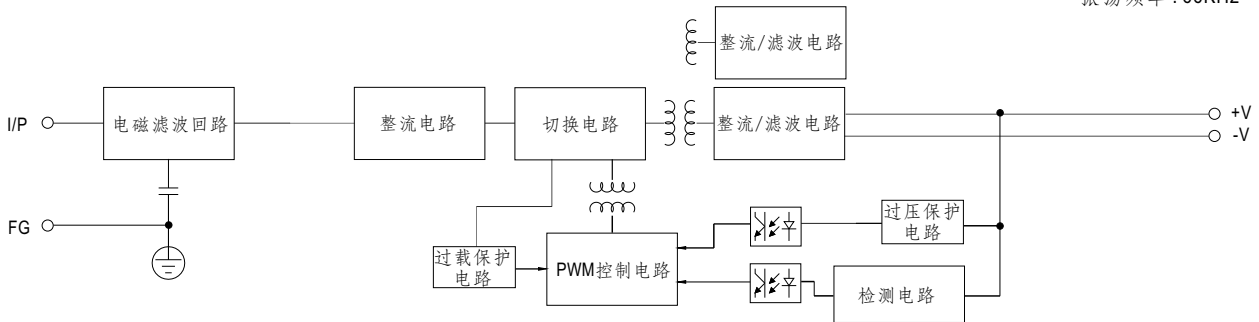 整流/滤波电路
I/P
电磁滤波回路
整流电路
切换电路
整流/滤波电路
+V
-V
FG
过载保护
电路
PWM控制电路
过压保护
电路
检测电路